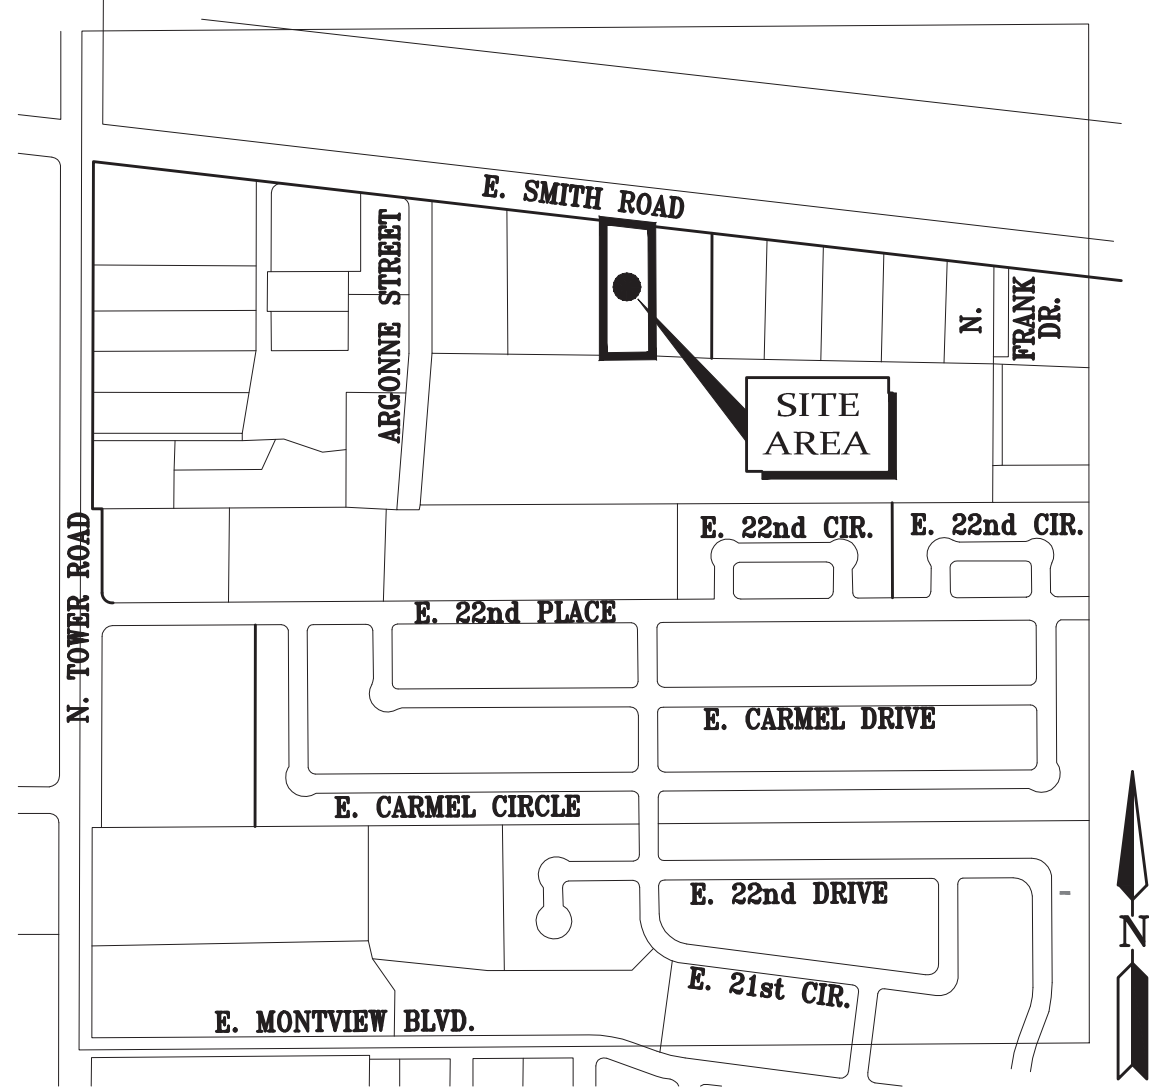 E. SMITH ROAD
ARGONNE STREET
N. FRANK DR.
SITE
AREA
N. TOWER ROAD
E. 22nd CIR.
E. 22nd CIR.
E. 22nd PLACE
E. CARMEL DRIVE
E. CARMEL CIRCLE
E. 22nd DRIVE
N
E. 21st CIR.
E. MONTVIEW BLVD.